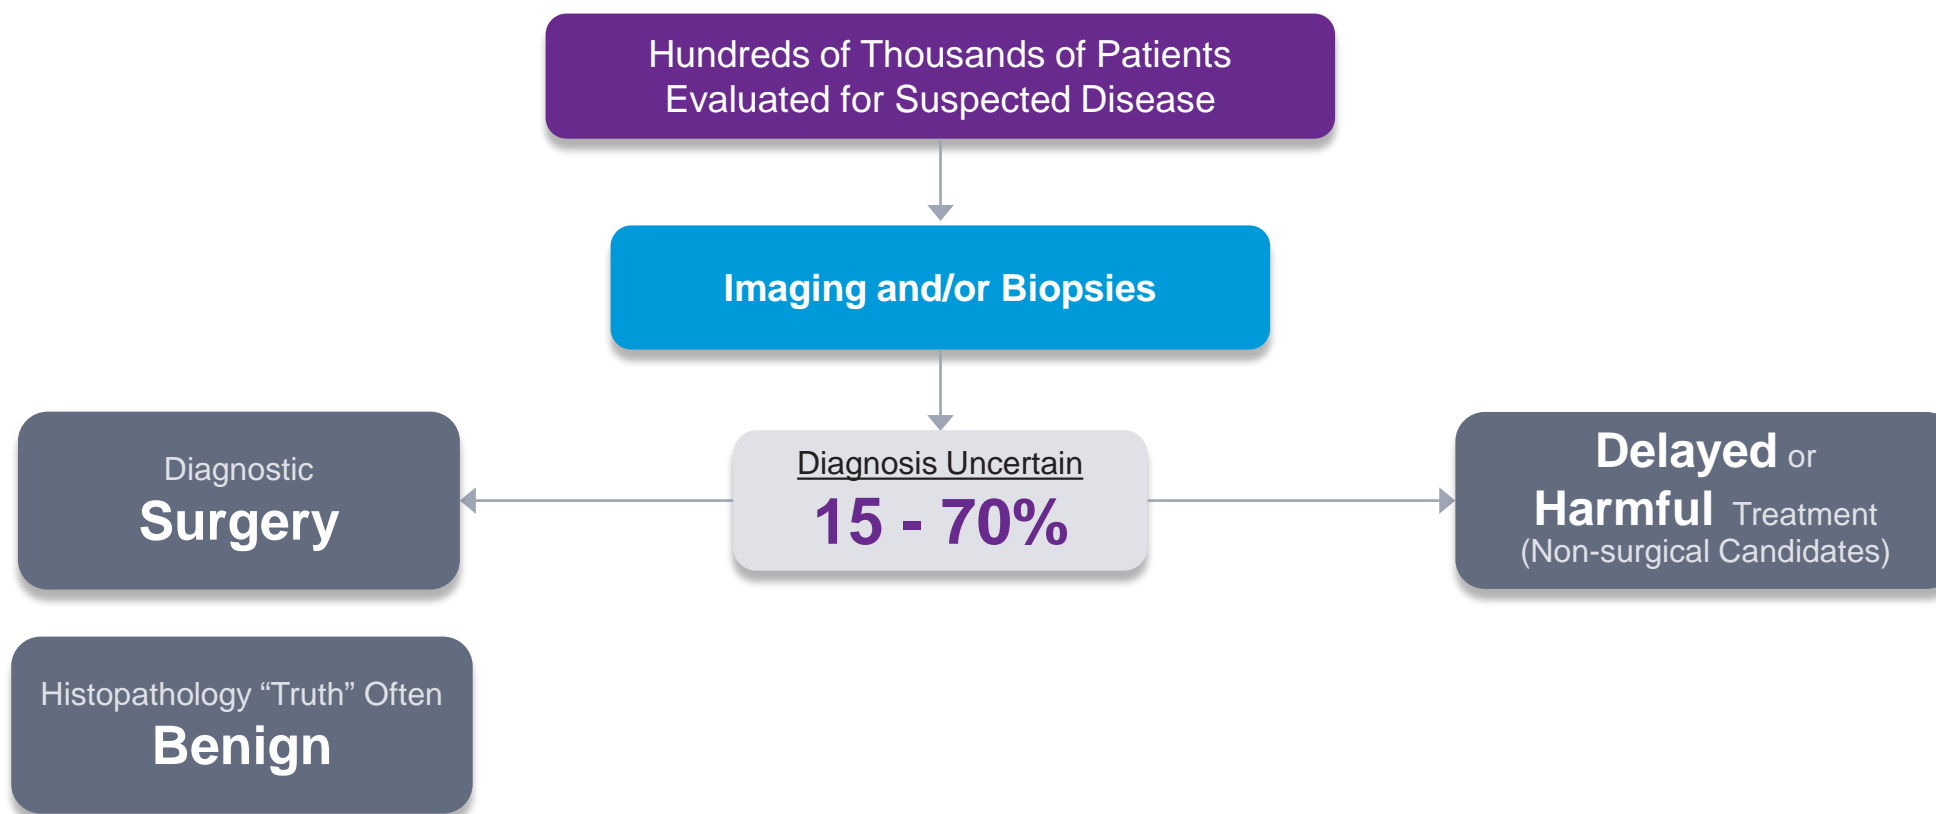 Hundreds of Thousands of Patients
Evaluated for Suspected Disease
Imaging and/or Biopsies
Diagnostic
Surgery
Diagnosis Uncertain
15 - 70%
Delayed or
Harmful Treatment
(Non-surgical Candidates)
Histopathology “Truth” Often
Benign